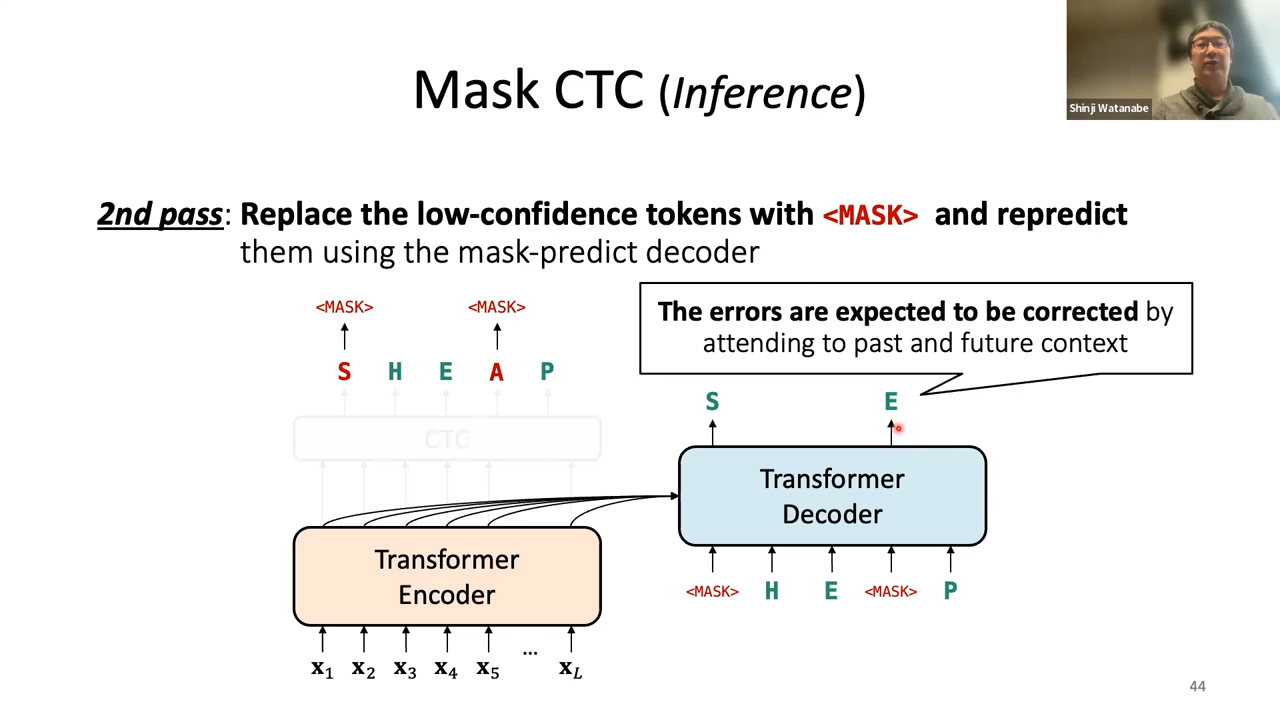 Mask CTC (Inference)
Shinji Watanabe
2nd pass: Replace the low-confidence tokens with <MASK> and repredict
them using the mask-predict decoder
<MASK> <MASK>
The errors are expected to be corrected by
attending to past and future context
S H E A P
S E
CTC
Transformer
Decoder
Transformer
Encoder
<MASK> H E <MASK> P
x₁ x₂ x₃ x₄ x₅ ... x_L
44